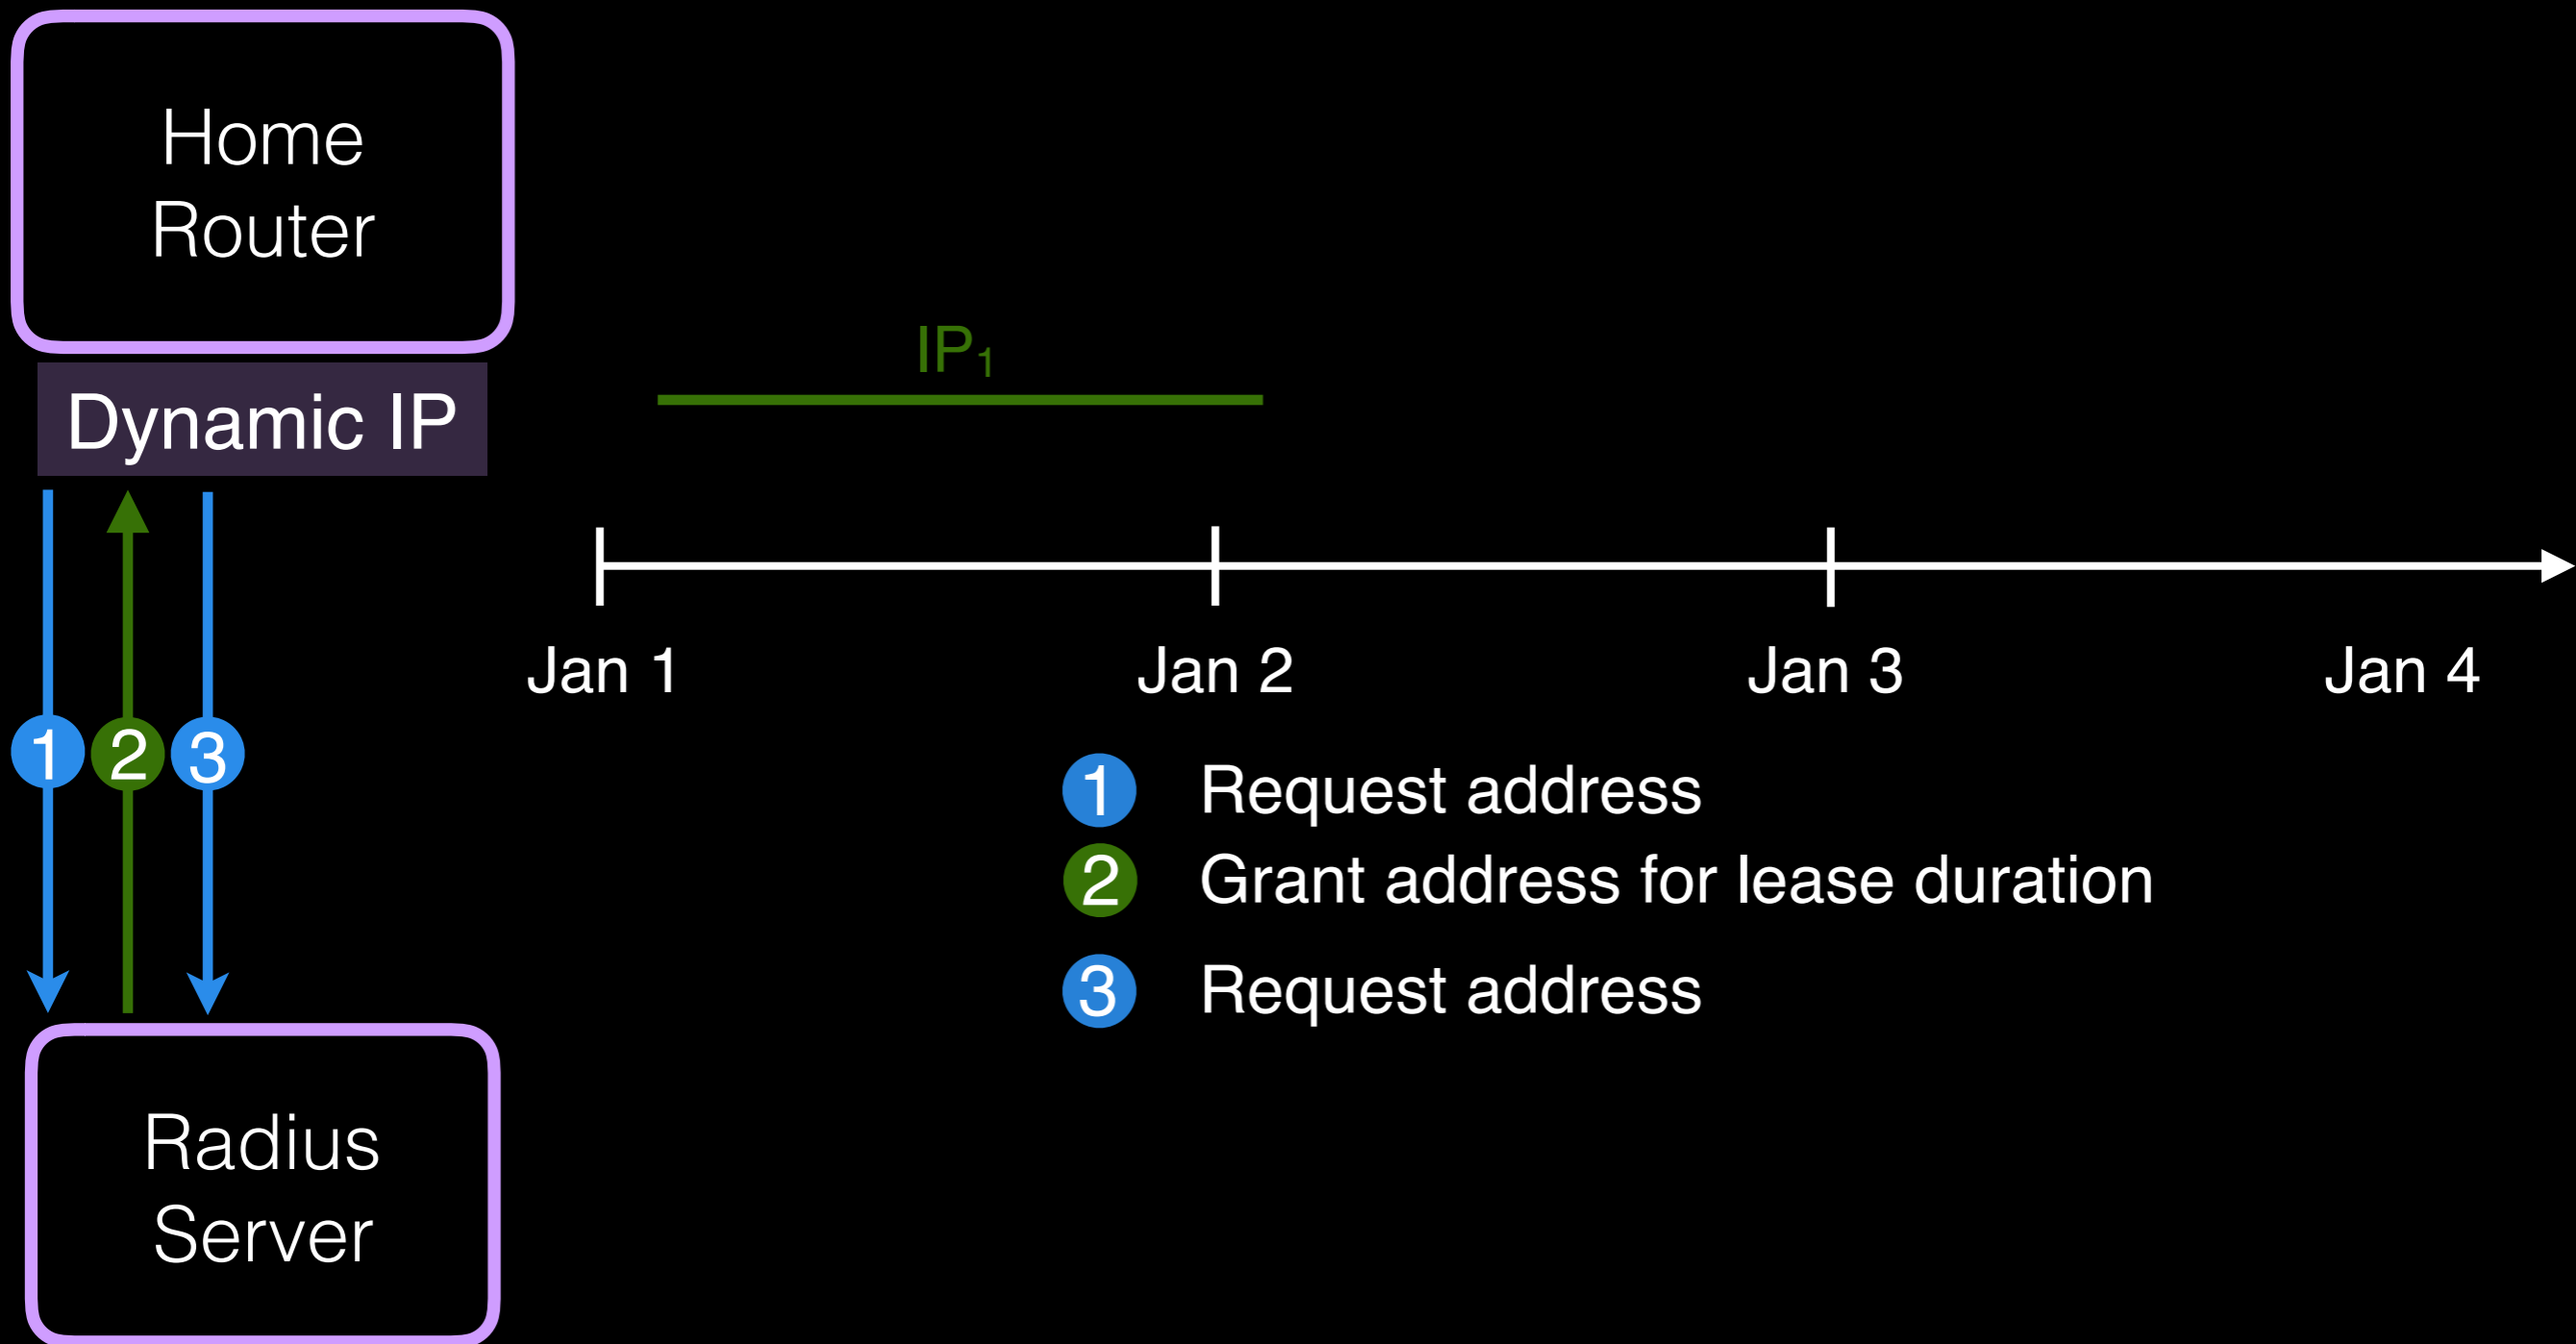 Home
Router
Dynamic IP
IP₁
Jan 1
Jan 2
Jan 3
Jan 4
1
2
3
1 Request address
2 Grant address for lease duration
3 Request address
Radius
Server